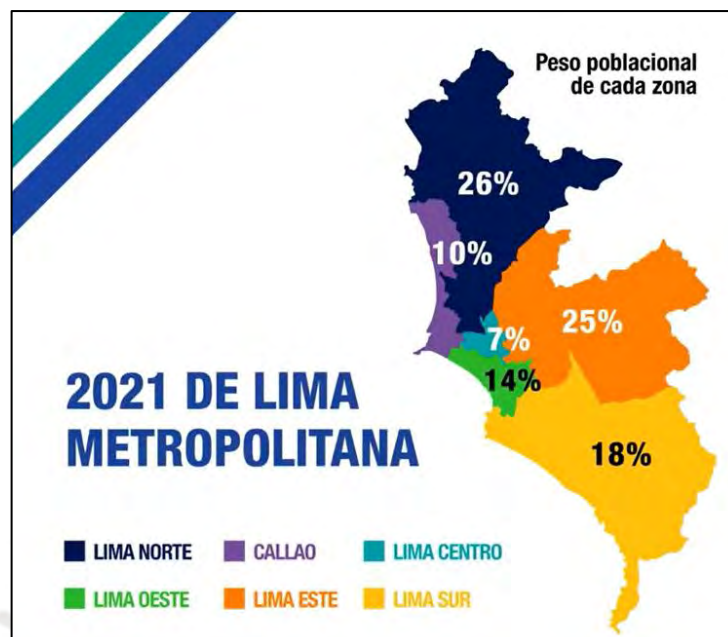 Peso poblacional
de cada zona
26%
10%
25%
7%
14%
18%
2021 DE LIMA
METROPOLITANA
LIMA NORTE
CALLAO
LIMA CENTRO
LIMA OESTE
LIMA ESTE
LIMA SUR